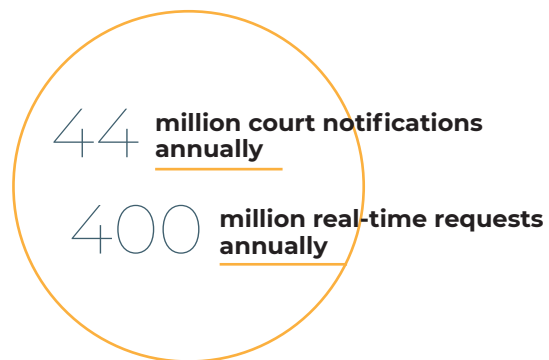 44 million court notifications
annually
400 million real-time requests
annually